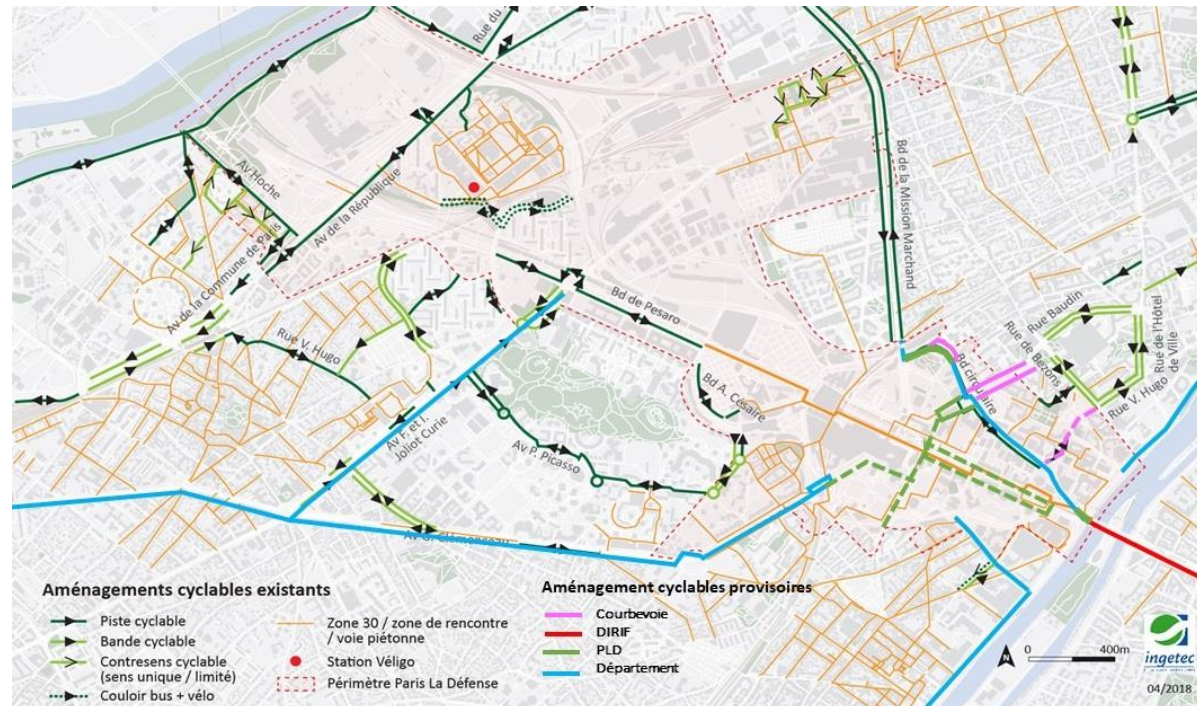 Rue du
Av Hoche
Av de la République
Av de la Commune de Paris
Bd de la Mission Marchand
Bd de Pesaro
Rue V. Hugo
Av F. et I.
Joliot Curie
Av P. Picasso
Bd A. Césaire
Bd circulaire
Rue de Bezons
Rue Baudin
Rue V. Hugo
Rue de l'Hôtel
de Ville
Av G. Clémenceau
Aménagements cyclables existants
Piste cyclable
Bande cyclable
Contresens cyclable
(sens unique / limité)
Couloir bus + vélo
Zone 30 / zone de rencontre
/ voie piétonne
Station Véligo
Périmètre Paris La Défense
Aménagement cyclables provisoires
Courbevoie
DIRIF
PLD
Département
N
0 400m
ingetec
04/2018